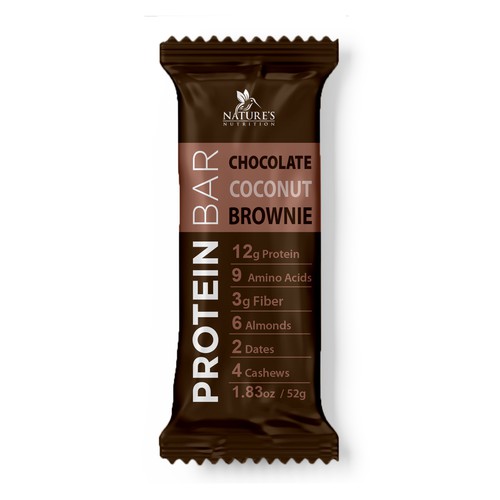 NATURE'S
NUTRITION
PROTEIN BAR
CHOCOLATE
COCONUT
BROWNIE
12g Protein
9 Amino Acids
3g Fiber
6 Almonds
2 Dates
4 Cashews
1.83oz / 52g